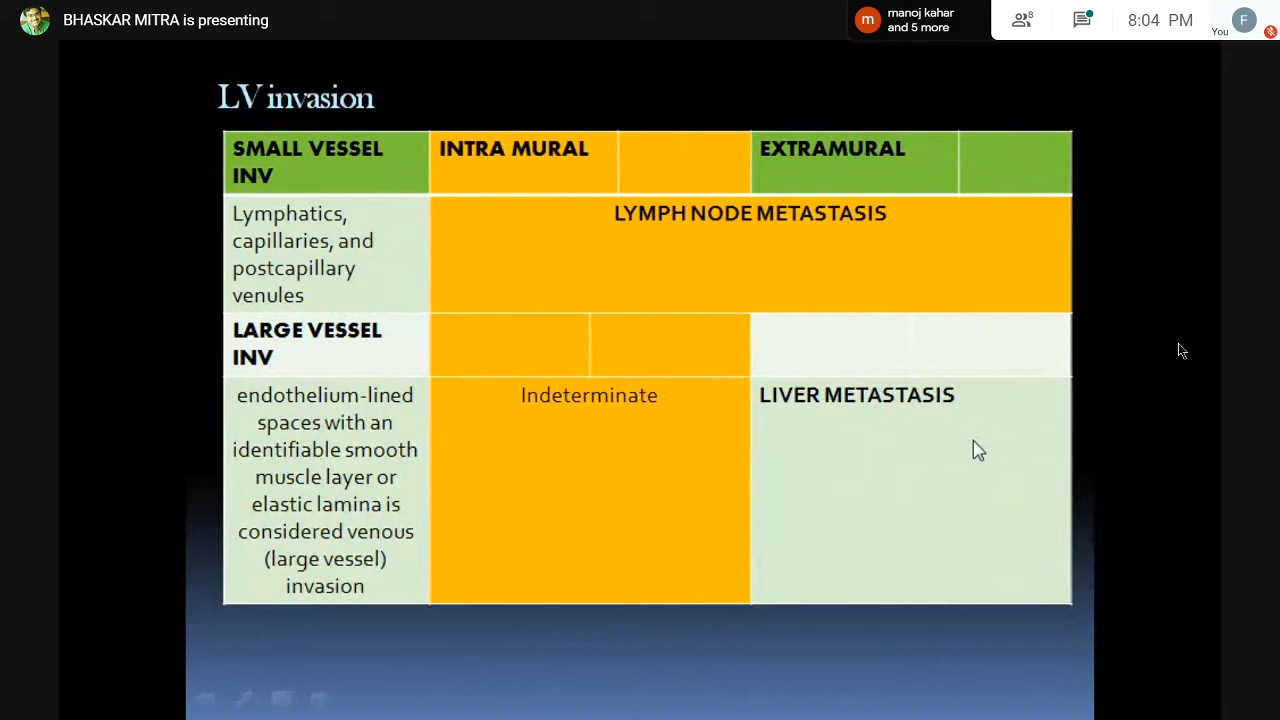 BHASKAR MITRA is presenting
m
manoj kahar
and 5 more
8
8:04 PM
You
F
LV invasion
SMALL VESSEL
INV
INTRA MURAL
EXTRAMURAL
Lymphatics,
capillaries, and
postcapillary
venules
LYMPH NODE METASTASIS
LARGE VESSEL
INV
endothelium-lined
spaces with an
identifiable smooth
muscle layer or
elastic lamina is
considered venous
(large vessel)
invasion
Indeterminate
LIVER METASTASIS